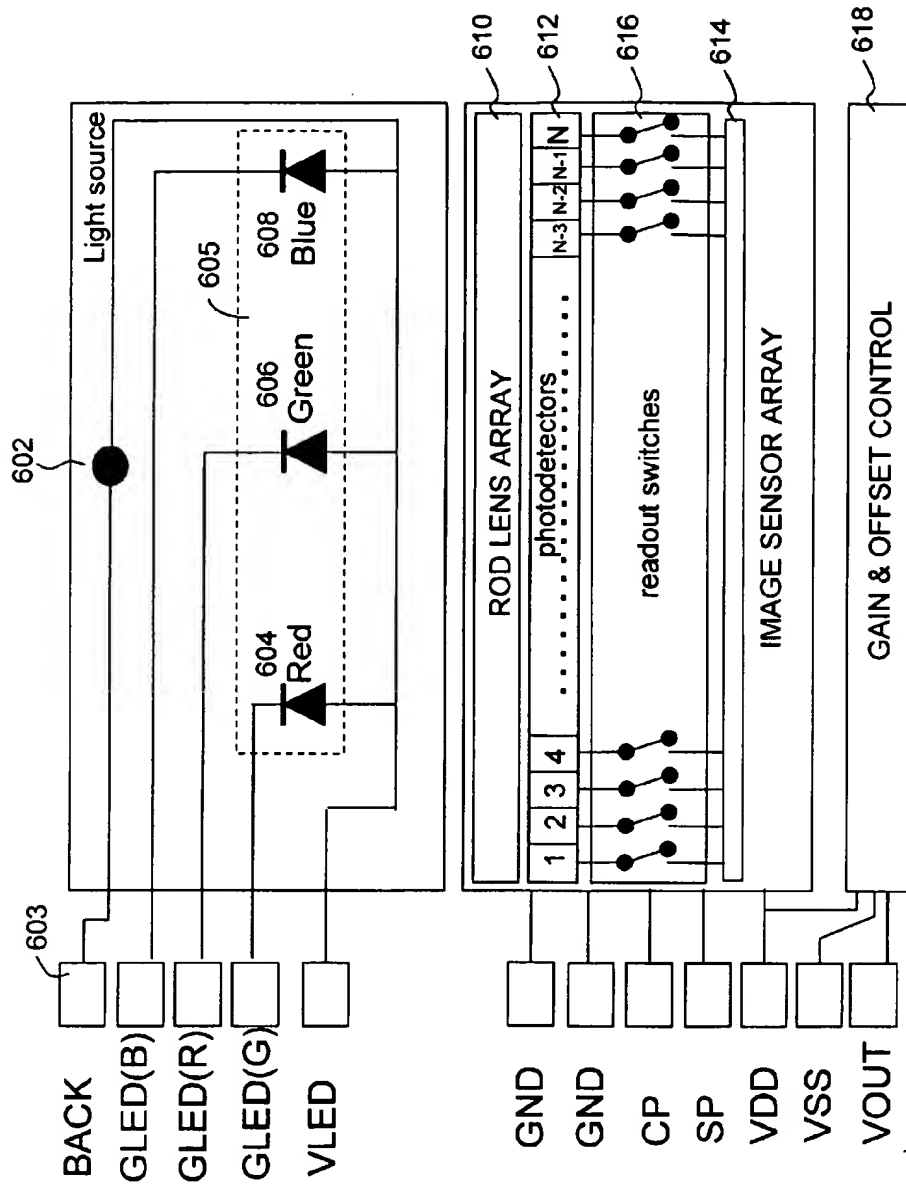 BACK
GLED(B)
GLED(R)
GLED(G)
VLED
603
602
Light source
605
604
Red
606
Green
608
Blue
GND
GND
CP
SP
VDD
VSS
VOUT
ROD LENS ARRAY
610
photodetectors
1
2
3
4
N-3
N-2
N-1
N
612
readout switches
616
614
IMAGE SENSOR ARRAY
GAIN & OFFSET CONTROL
618